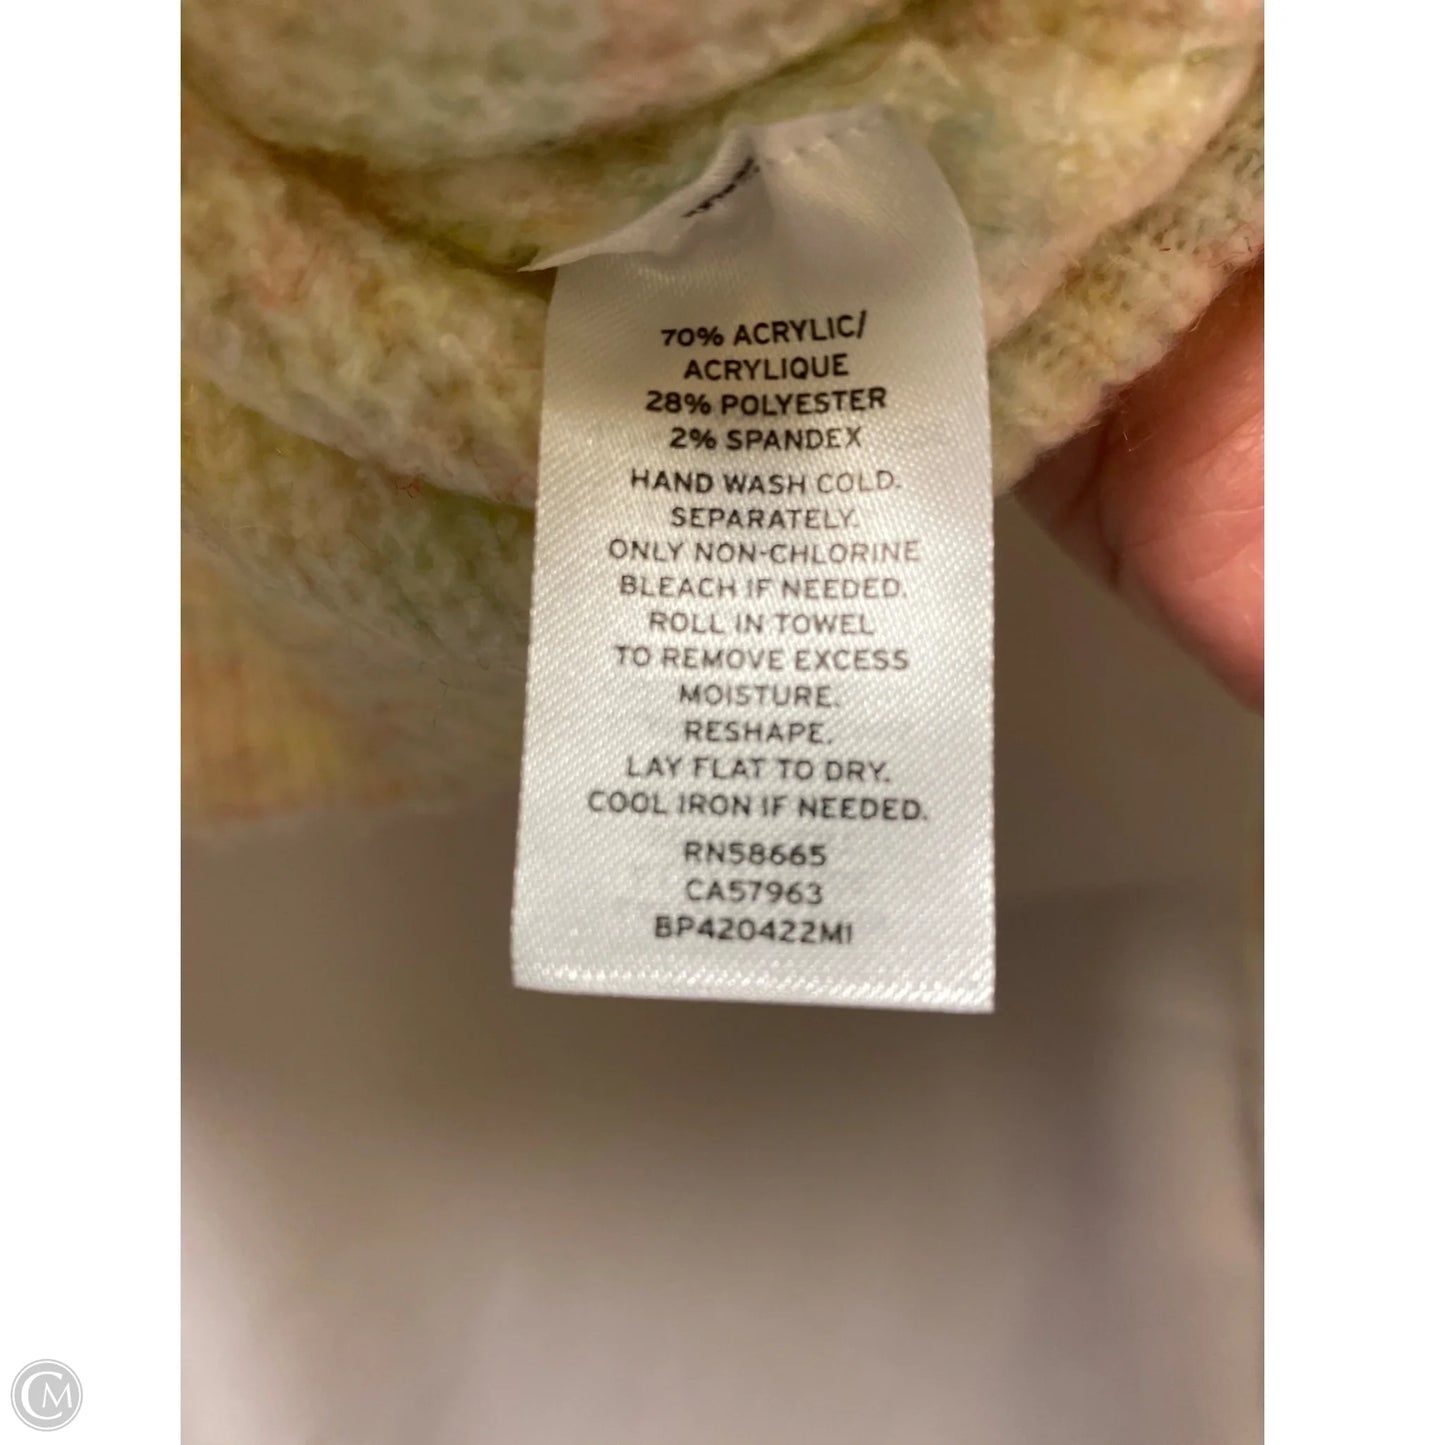 70% ACRYLIC/
ACRYLIQUE
28% POLYESTER
2% SPANDEX
HAND WASH COLD.
SEPARATELY.
ONLY NON-CHLORINE
BLEACH IF NEEDED.
ROLL IN TOWEL
TO REMOVE EXCESS
MOISTURE.
RESHAPE.
LAY FLAT TO DRY.
COOL IRON IF NEEDED.
RN58665
CA57963
BP420422MI
CM